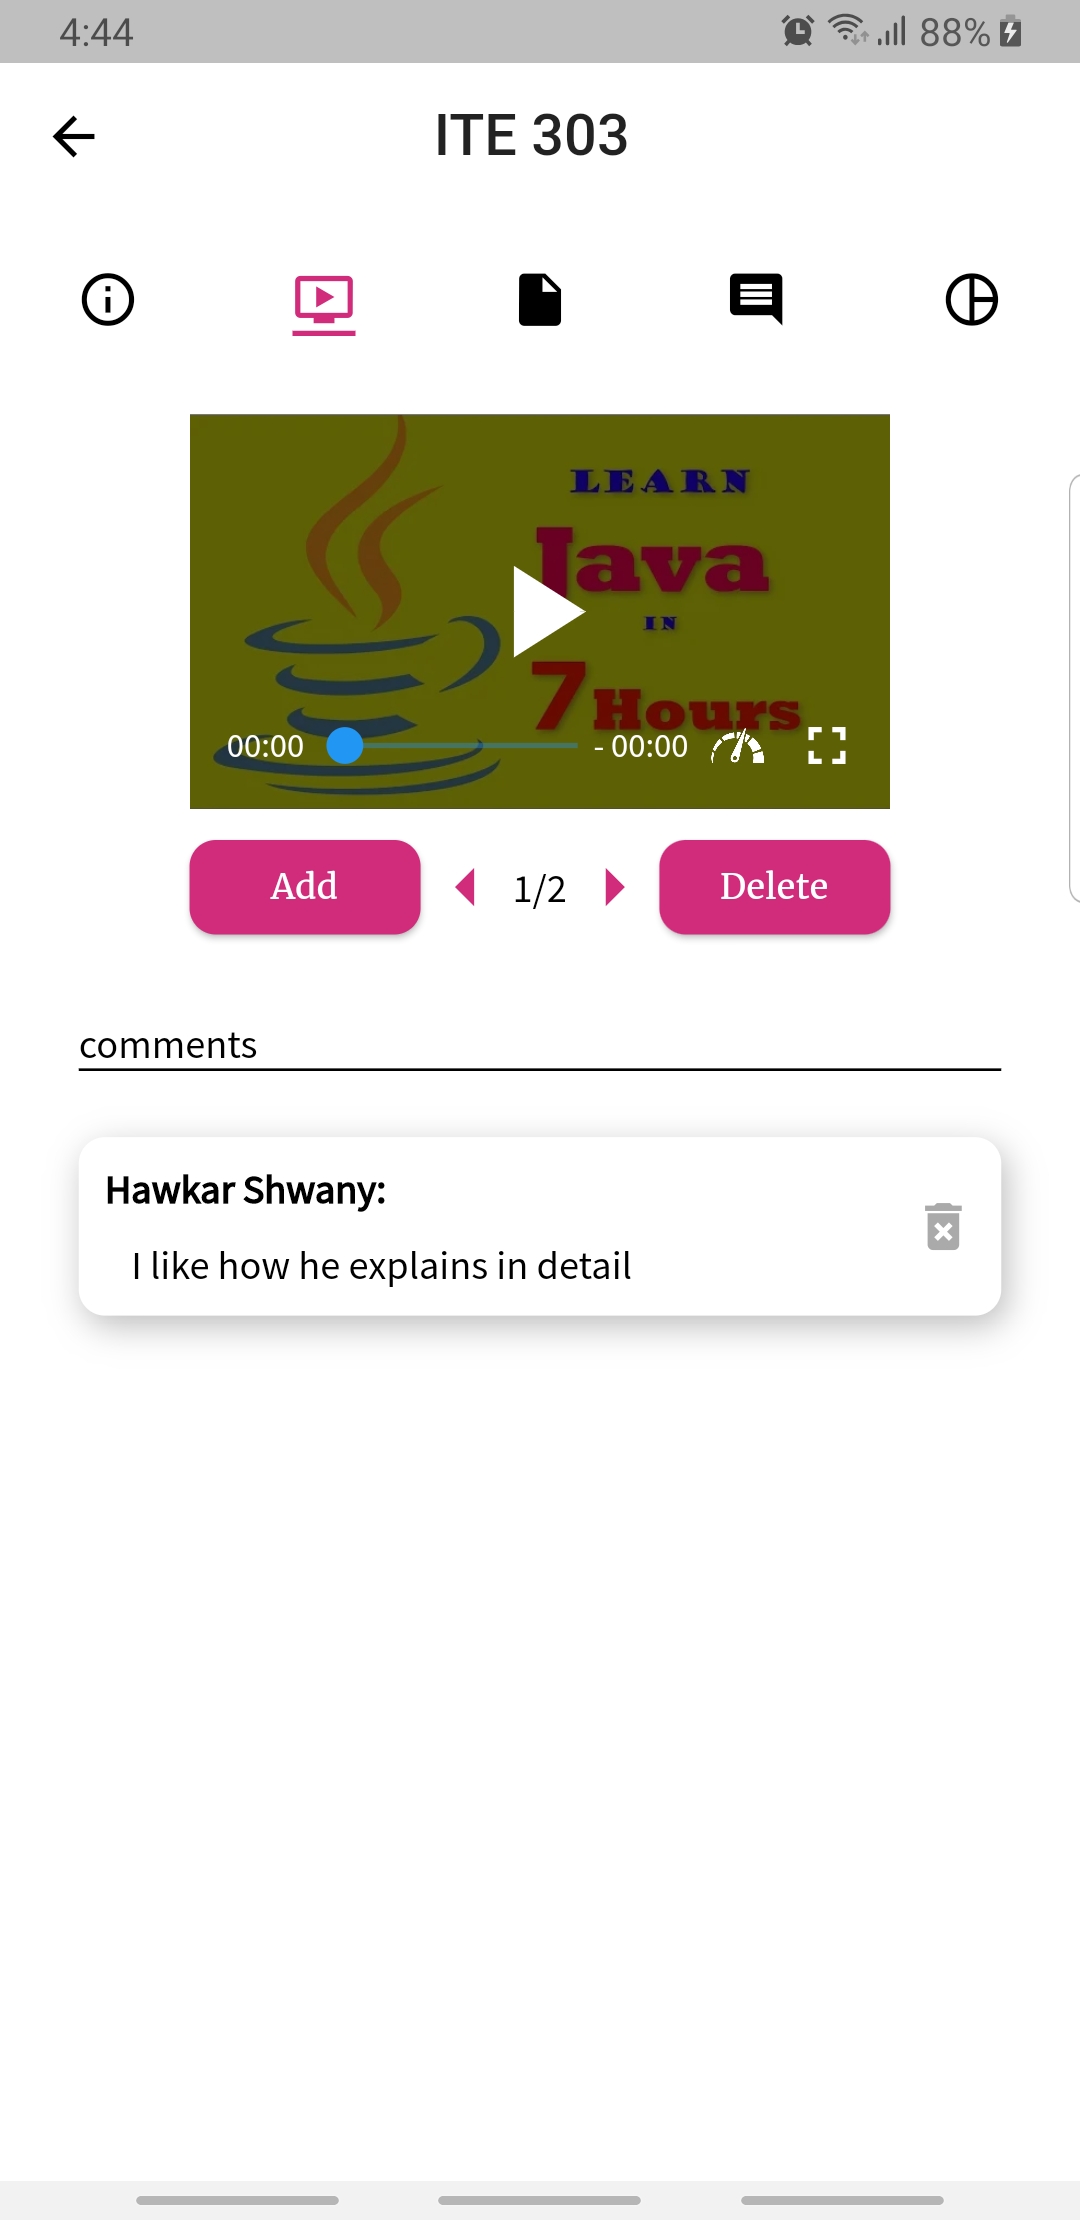 4:44
88%
ITE 303
LEARN
Java
IN
7 Hours
00:00
- 00:00
Add
1/2
Delete
comments
Hawkar Shwany:
I like how he explains in detail